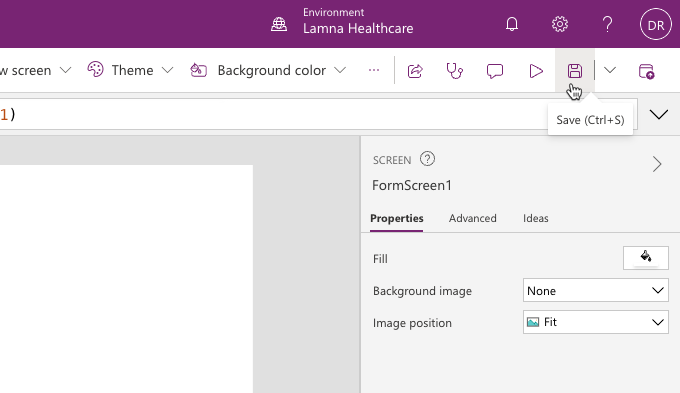 Environment
Lamna Healthcare
DR
w screen
Theme
Background color
...
1)
Save (Ctrl+S)
SCREEN ?
FormScreen1
Properties Advanced Ideas
Fill
Background image None
Image position Fit